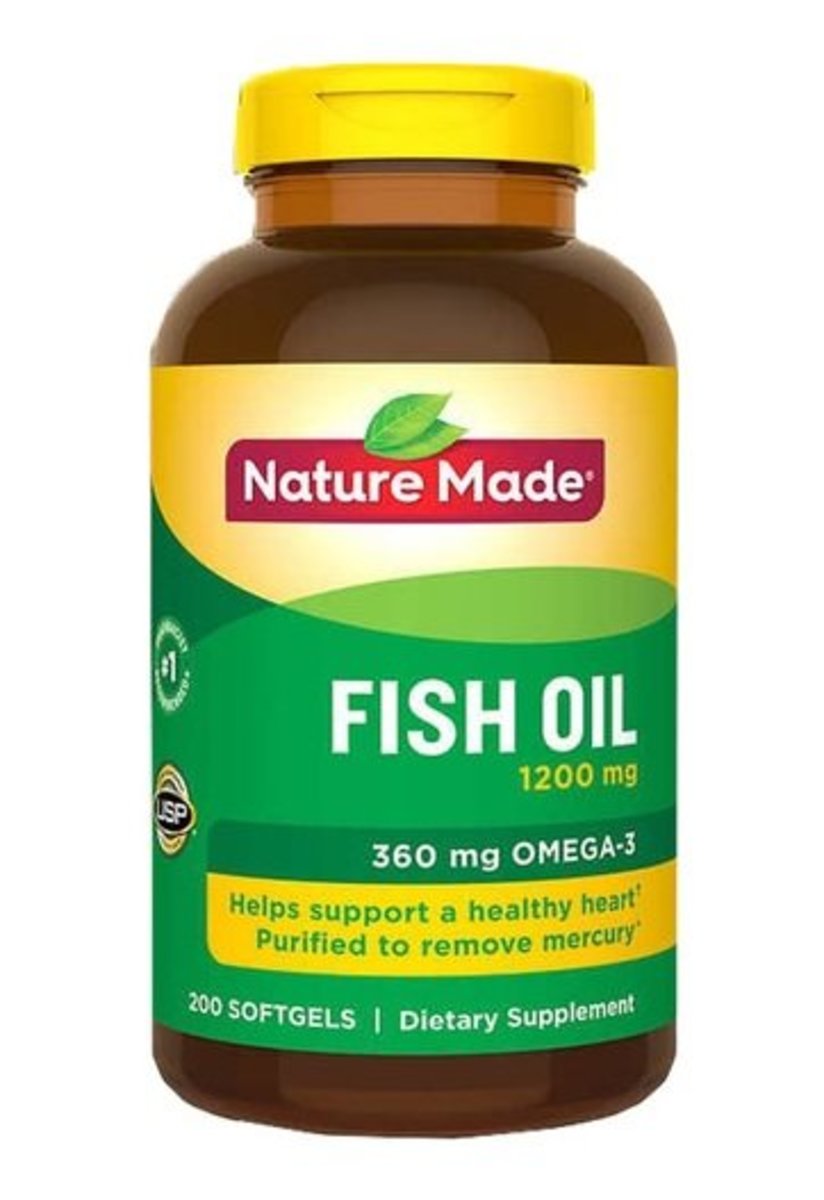 Nature Made®
#1
FISH OIL
1200 mg
USP
360 mg OMEGA-3
Helps support a healthy heart†
Purified to remove mercury*
200 SOFTGELS | Dietary Supplement